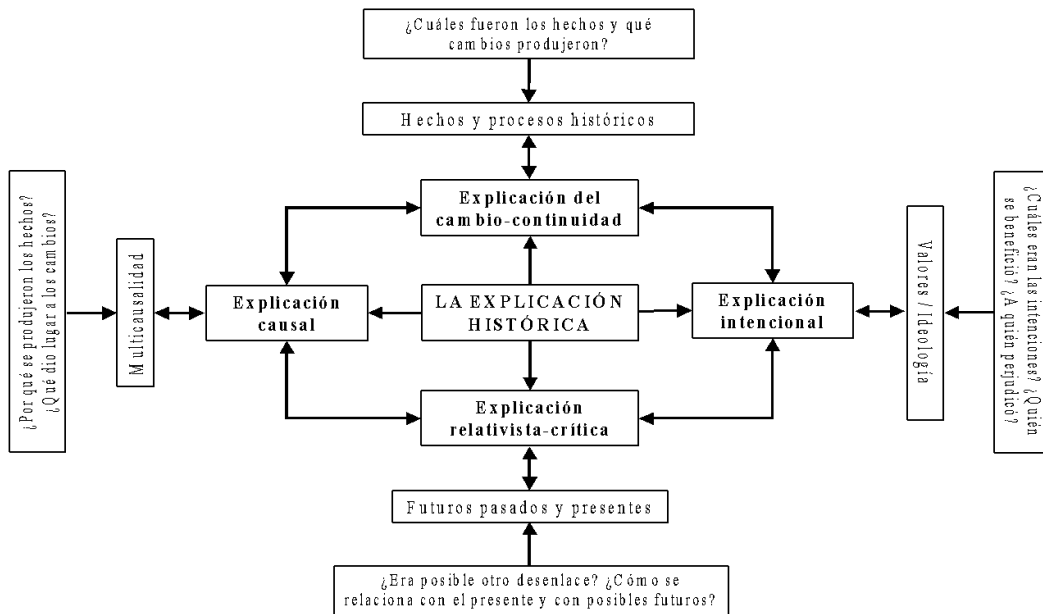 ¿Cuáles fueron los hechos y qué
cambios produjeron?
Hechos y procesos históricos
Explicación del
cambio-continuidad
¿Por qué se produjeron los hechos?
¿Qué dio lugar a los cambios?
Multicausalidad
Explicación
causal
LA EXPLICACIÓN
HISTÓRICA
Explicación
intencional
Valores / Ideología
¿Cuáles eran las intenciones? ¿Quién
se benefició? ¿A quién perjudicó?
Explicación
relativista-crítica
Futuros pasados y presentes
¿Era posible otro desenlace? ¿Cómo se
relaciona con el presente y con posibles futuros?